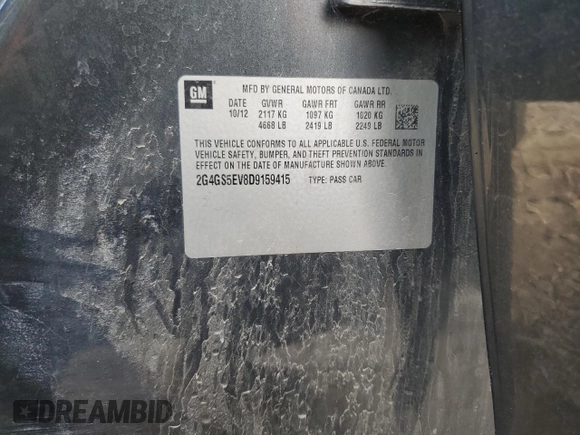 GM
MFD BY GENERAL MOTORS OF CANADA LTD.
DATE GVWR GAWR FRT GAWR RR
10/12 2117 KG 1097 KG 1020 KG
4668 LB 2419 LB 2249 LB
THIS VEHICLE CONFORMS TO ALL APPLICABLE U.S. FEDERAL MOTOR
VEHICLE SAFETY, BUMPER, AND THEFT PREVENTION STANDARDS IN
EFFECT ON THE DATE OF MANUFACTURE SHOWN ABOVE.
2G4GS5EV8D9159415 TYPE: PASS CAR
DREAMBID